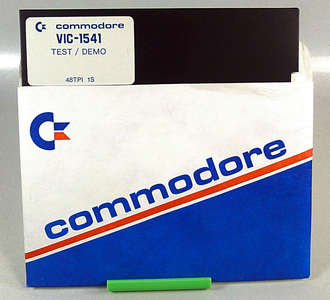 commodore
VIC-1541
TEST / DEMO
48TPI 1S
commodore